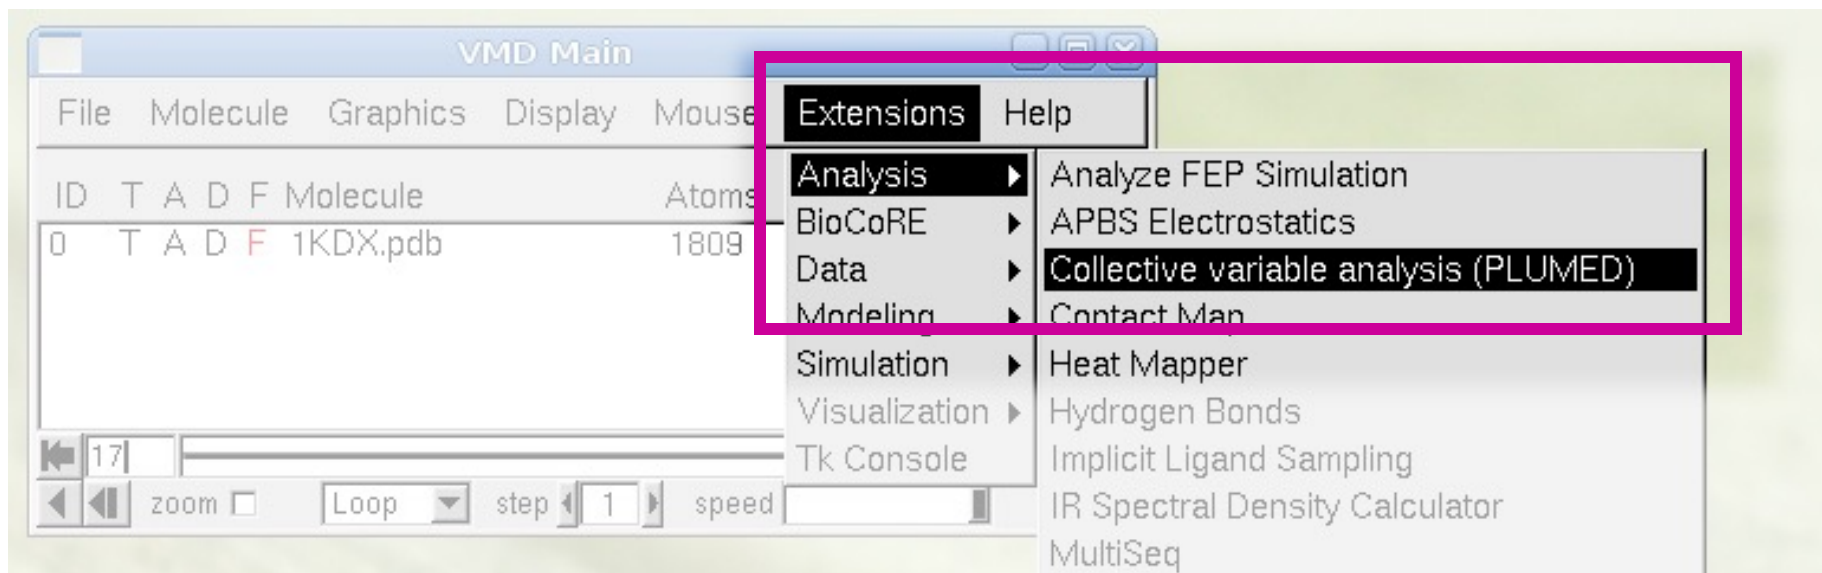 VMD Main
File Molecule Graphics Display Mouse Extensions Help
ID T A D F Molecule Atoms
0 T A D F 1KDX.pdb 1809
Analysis
BioCoRE
Data
Modeling
Simulation
Visualization
Tk Console
Analyze FEP Simulation
APBS Electrostatics
Collective variable analysis (PLUMED)
Contact Map
Heat Mapper
Hydrogen Bonds
Implicit Ligand Sampling
IR Spectral Density Calculator
MultiSeq
17
zoom Loop step 1 speed